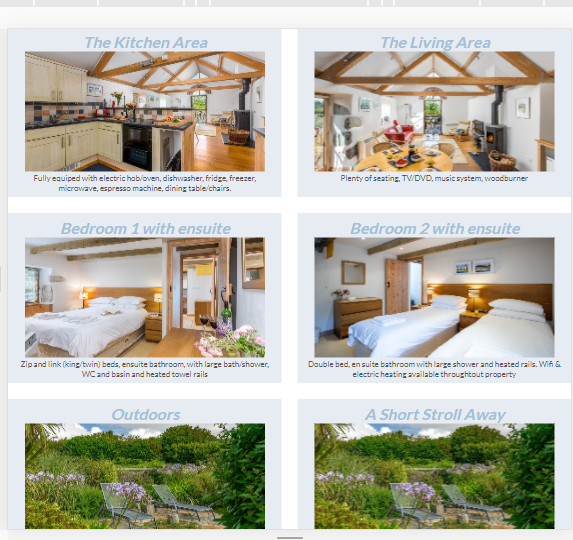 The Kitchen Area
Fully equiped with electric hob/oven, dishwasher, fridge, freezer,
microwave, espresso machine, dining table/chairs.
The Living Area
Plenty of seating, TV/DVD, music system, woodburner
Bedroom 1 with ensuite
Zip and link (king/twin) beds, ensuite bathroom, with large bath/shower,
WC and basin and heated towel rails
Bedroom 2 with ensuite
Double bed, en suite bathroom with large shower and heated rails. Wifi &
electric heating available throughtout property
Outdoors
A Short Stroll Away